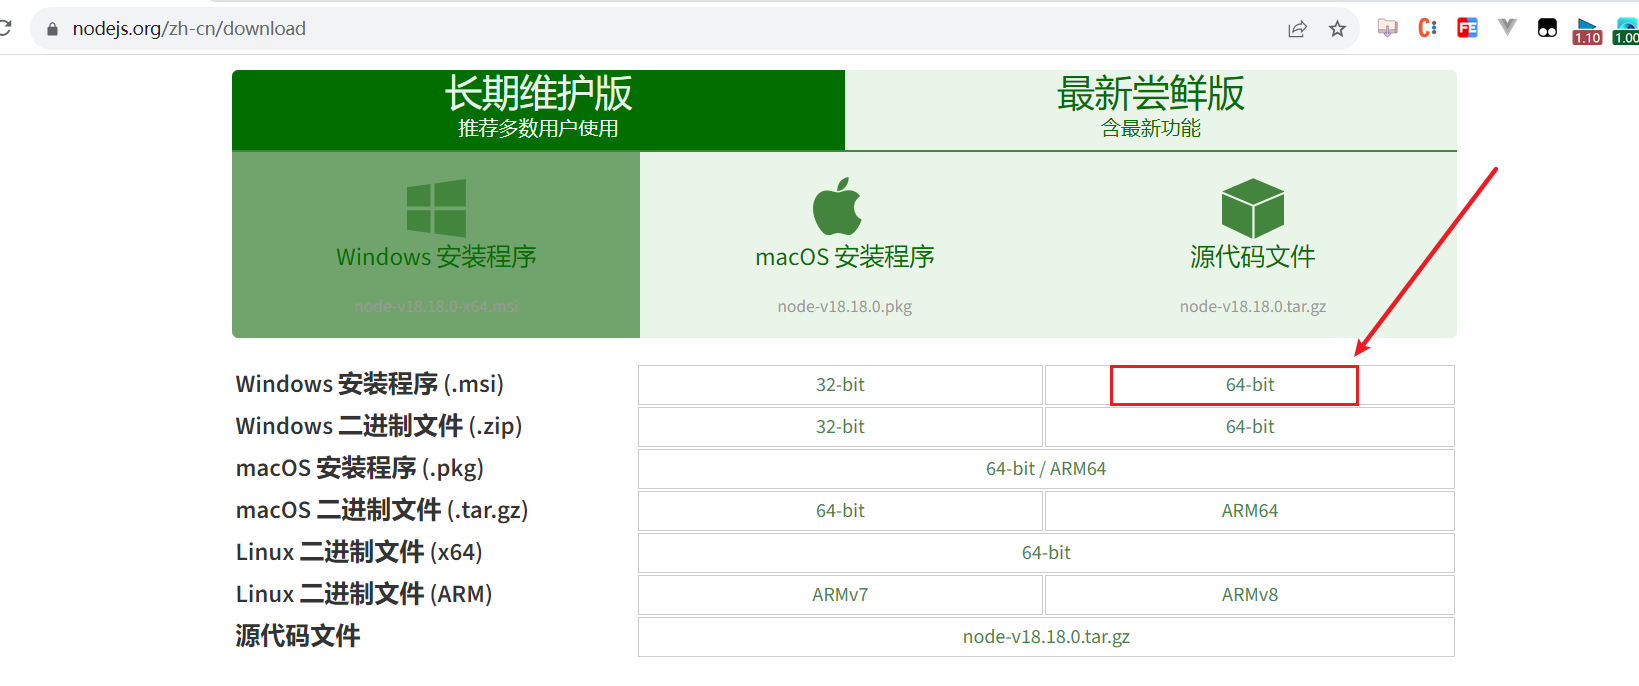 nodejs.org/zh-cn/download
1.10
1.00
长期维护版
推荐多数用户使用
最新尝鲜版
含最新功能
Windows 安装程序
node-v18.18.0-x64.msi
macOS 安装程序
node-v18.18.0.pkg
源代码文件
node-v18.18.0.tar.gz
Windows 安装程序 (.msi) 32-bit 64-bit
Windows 二进制文件 (.zip) 32-bit 64-bit
macOS 安装程序 (.pkg) 64-bit / ARM64
macOS 二进制文件 (.tar.gz) 64-bit ARM64
Linux 二进制文件 (x64) 64-bit
Linux 二进制文件 (ARM) ARMv7 ARMv8
源代码文件 node-v18.18.0.tar.gz